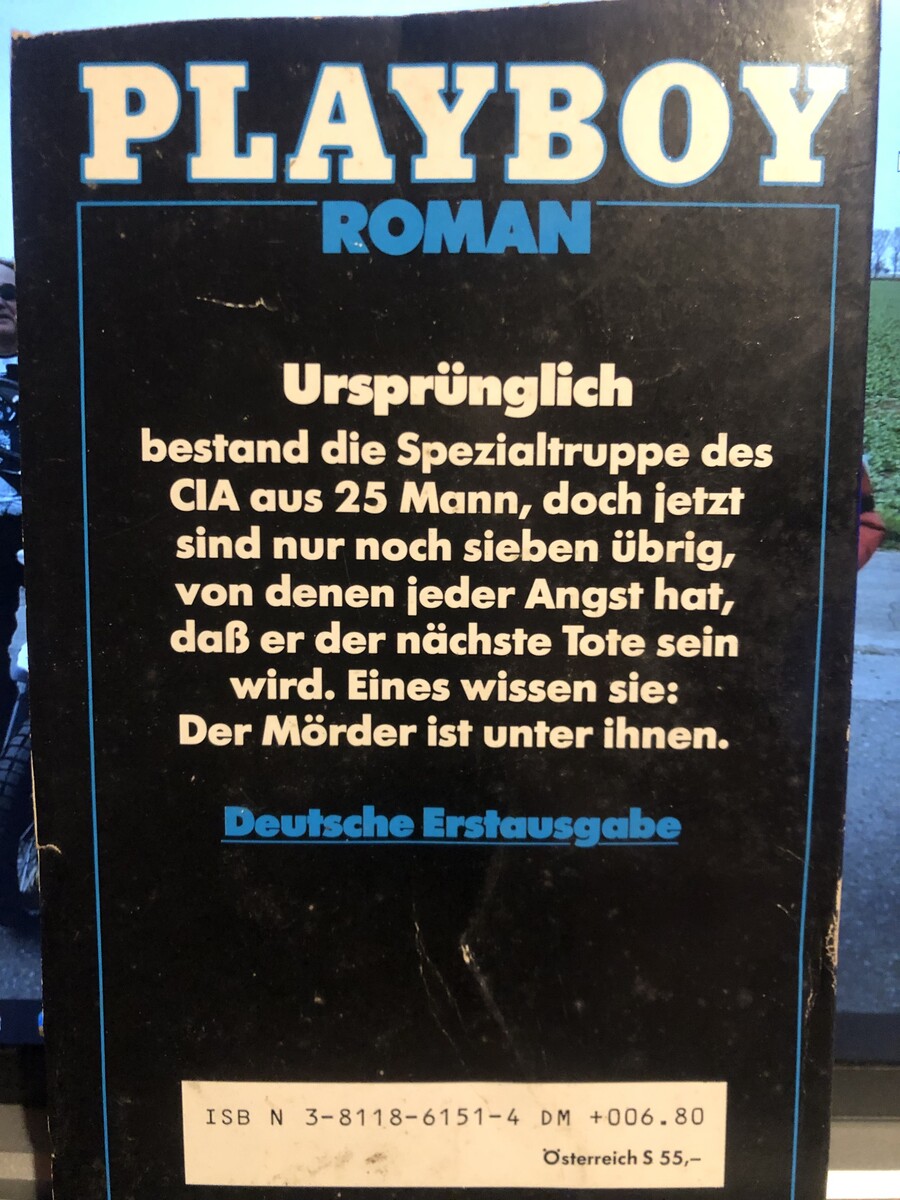 PLAYBOY
ROMAN
Ursprünglich
bestand die Spezialtruppe des
CIA aus 25 Mann, doch jetzt
sind nur noch sieben übrig,
von denen jeder Angst hat,
daß er der nächste Tote sein
wird. Eines wissen sie:
Der Mörder ist unter ihnen.
Deutsche Erstausgabe
ISB N 3-8118-6151-4 DM +006.80
Österreich S 55,–